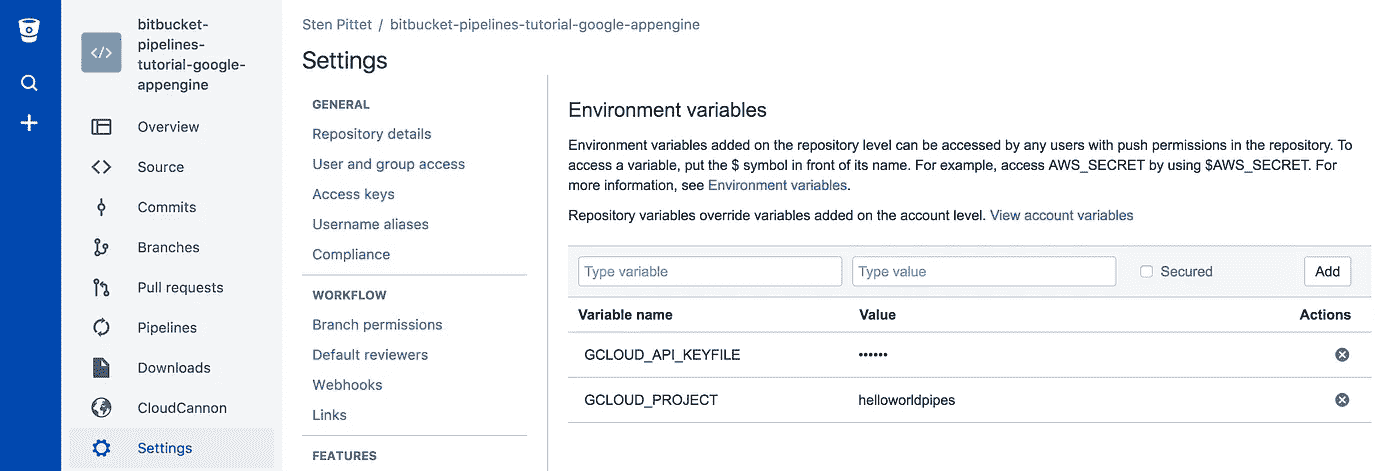 bitbucket-
pipelines-
tutorial-google-
appengine
Overview
Source
Commits
Branches
Pull requests
Pipelines
Downloads
CloudCannon
Settings
Sten Pittet / bitbucket-pipelines-tutorial-google-appengine
Settings
GENERAL
Repository details
User and group access
Access keys
Username aliases
Compliance
WORKFLOW
Branch permissions
Default reviewers
Webhooks
Links
FEATURES
Environment variables
Environment variables added on the repository level can be accessed by any users with push permissions in the repository. To
access a variable, put the $ symbol in front of its name. For example, access AWS_SECRET by using $AWS_SECRET. For
more information, see Environment variables.
Repository variables override variables added on the account level. View account variables
Type variable Type value Secured Add
Variable name Value Actions
GCLOUD_API_KEYFILE ••••••
GCLOUD_PROJECT helloworldpipes